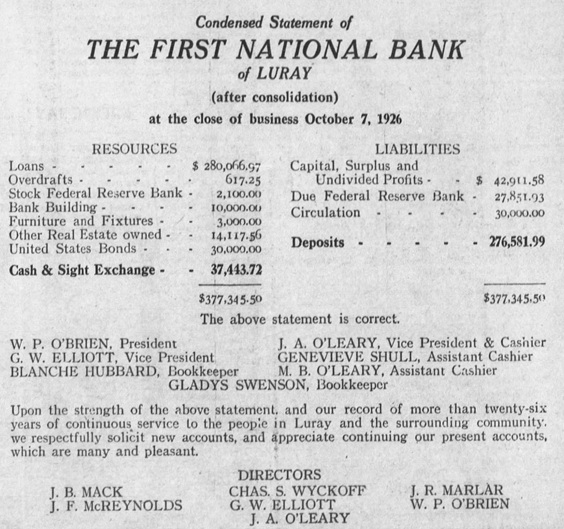 Condensed Statement of
THE FIRST NATIONAL BANK
of LURAY
(after consolidation)
at the close of business October 7, 1926
RESOURCES
Loans - - - - - $ 280,066.97
Overdrafts - - - - - 617.25
Stock Federal Reserve Bank - 2,100.00
Bank Building - - - - 10,000.00
Furniture and Fixtures - - 3,000.00
Other Real Estate owned - - 14,117.56
United States Bonds - - - 30,000.00
Cash & Sight Exchange - - 37,443.72
$377,345.50
LIABILITIES
Capital, Surplus and
Undivided Profits - - $ 42,911.58
Due Federal Reserve Bank - 27,851.93
Circulation - - - - 30,000.00
Deposits - - - - - 276,581.99
$377,345.50
The above statement is correct.
W. P. O'BRIEN, President
G. W. ELLIOTT, Vice President
BLANCHE HUBBARD, Bookkeeper
J. A. O'LEARY, Vice President & Cashier
GENEVIEVE SHULL, Assistant Cashier
M. B. O'LEARY, Assistant Cashier
GLADYS SWENSON, Bookkeeper
Upon the strength of the above statement, and our record of more than twenty-six
years of continuous service to the people in Luray and the surrounding community.
we respectfully solicit new accounts, and appreciate continuing our present accounts,
which are many and pleasant.
DIRECTORS
J. B. MACK CHAS. S. WYCKOFF J. R. MARLAR
J. F. McREYNOLDS G. W. ELLIOTT W. P. O'BRIEN
J. A. O'LEARY